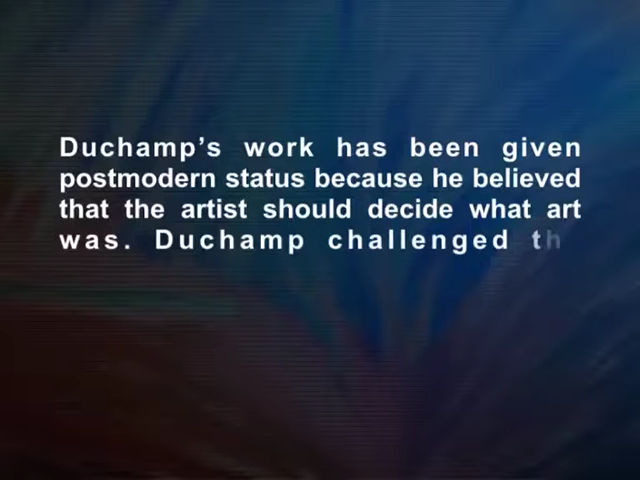 Duchamp’s work has been given
postmodern status because he believed
that the artist should decide what art
was. Duchamp challenged th